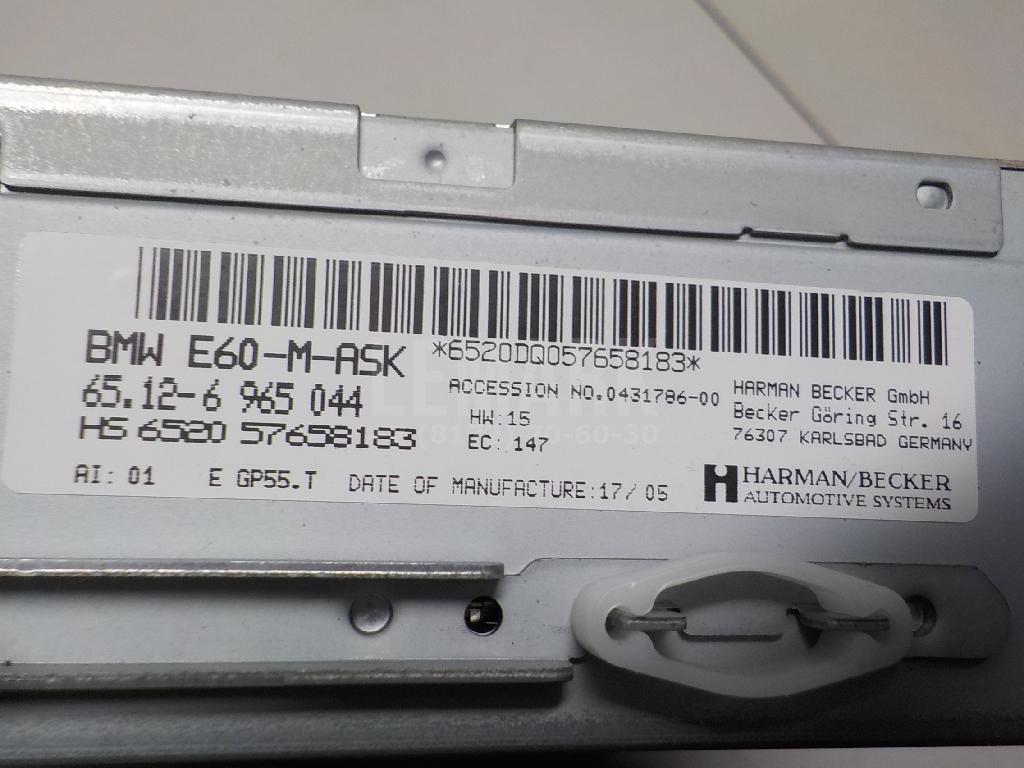 *6520DQ057658183*
BMW E60-M-ASK
65.12-6 965 044
HS 6520 57658183
ACCESSION NO.0431786-00
HW:15
EC: 147
HARMAN BECKER GmbH
Becker Göring Str. 16
76307 KARLSBAD GERMANY
AI: 01 E GP55.T DATE OF MANUFACTURE:17/05
HARMAN/BECKER
AUTOMOTIVE SYSTEMS